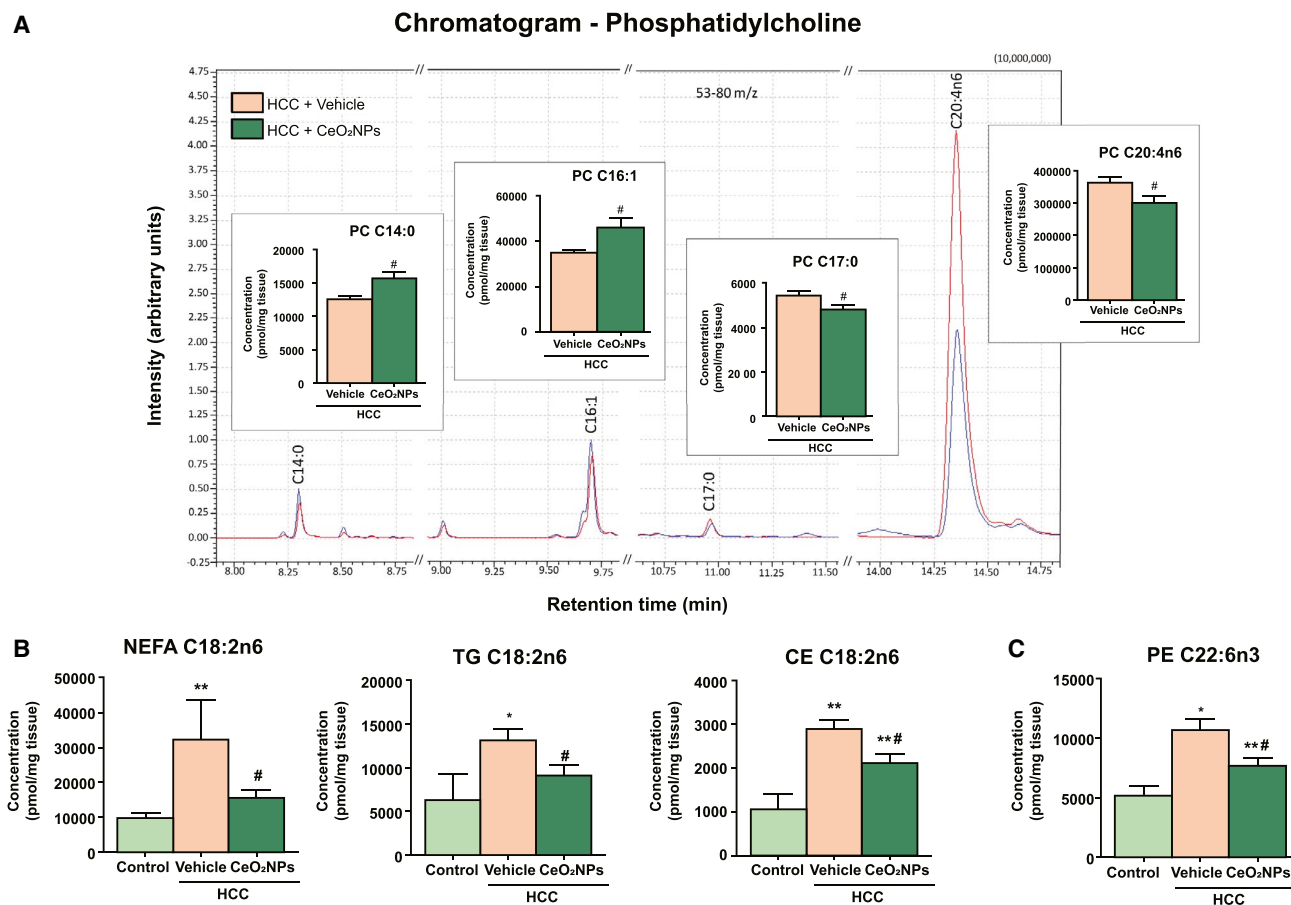 A
Chromatogram - Phosphatidylcholine
(10,000,000)
53-80 m/z
HCC + Vehicle
HCC + CeO₂NPs
Intensity (arbitrary units)
4.75
4.50
4.25
4.00
3.75
3.50
3.25
3.00
2.75
2.50
2.25
2.00
1.75
1.50
1.25
1.00
0.75
0.50
0.25
0.00
-0.25
// // //
C14:0
C16:1
C17:0
C20:4n6
PC C14:0
Concentration
(pmol/mg tissue)
20000
15000
10000
5000
0
#
Vehicle CeO₂NPs
HCC
PC C16:1
Concentration
(pmol/mg tissue)
60000
40000
20000
0
#
Vehicle CeO₂NPs
HCC
PC C17:0
Concentration
(pmol/mg tissue)
6000
4000
20 00
0
#
Vehicle CeO₂NPs
HCC
PC C20:4n6
Concentration
(pmol/mg tissue)
400000
300000
200000
100000
0
#
Vehicle CeO₂NPs
HCC
8.00 8.25 8.50 8.75 // 9.00 9.25 9.50 9.75 // 10.75 11.00 11.25 11.50 // 14.00 14.25 14.50 14.75
Retention time (min)
B
NEFA C18:2n6
Concentration
(pmol/mg tissue)
50000
40000
30000
20000
10000
0
**
#
Control Vehicle CeO₂NPs
HCC
TG C18:2n6
Concentration
(pmol/mg tissue)
20000
15000
10000
5000
0
*
#
Control Vehicle CeO₂NPs
HCC
CE C18:2n6
Concentration
(pmol/mg tissue)
4000
3000
2000
1000
0
**
**#
Control Vehicle CeO₂NPs
HCC
C
PE C22:6n3
Concentration
(pmol/mg tissue)
15000
10000
5000
0
*
**#
Control Vehicle CeO₂NPs
HCC